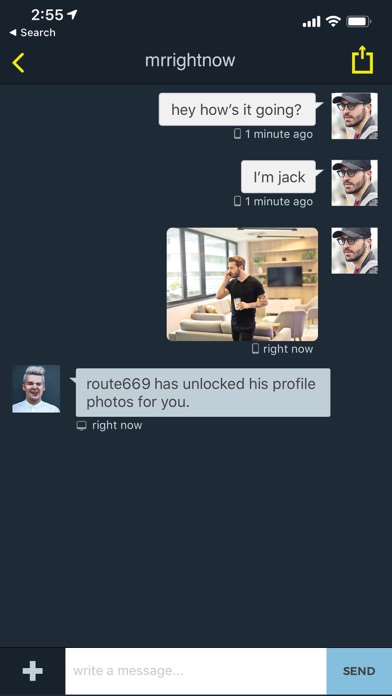 2:55
Search
mrrightnow
hey how's it going?
1 minute ago
I'm jack
1 minute ago
right now
route669 has unlocked his profile
photos for you.
right now
write a message...
SEND